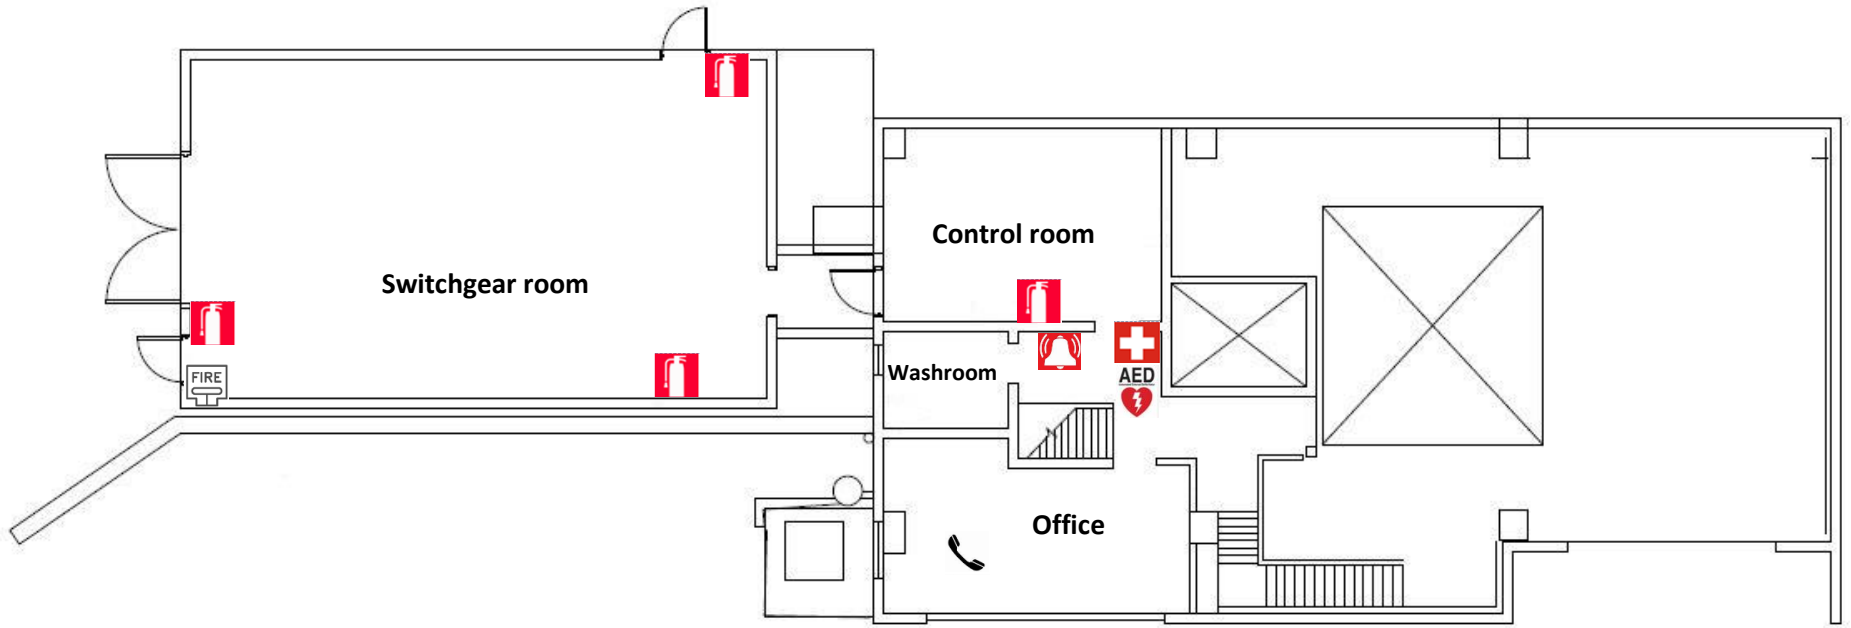 Control room
Switchgear room
Washroom
AED
FIRE
Office